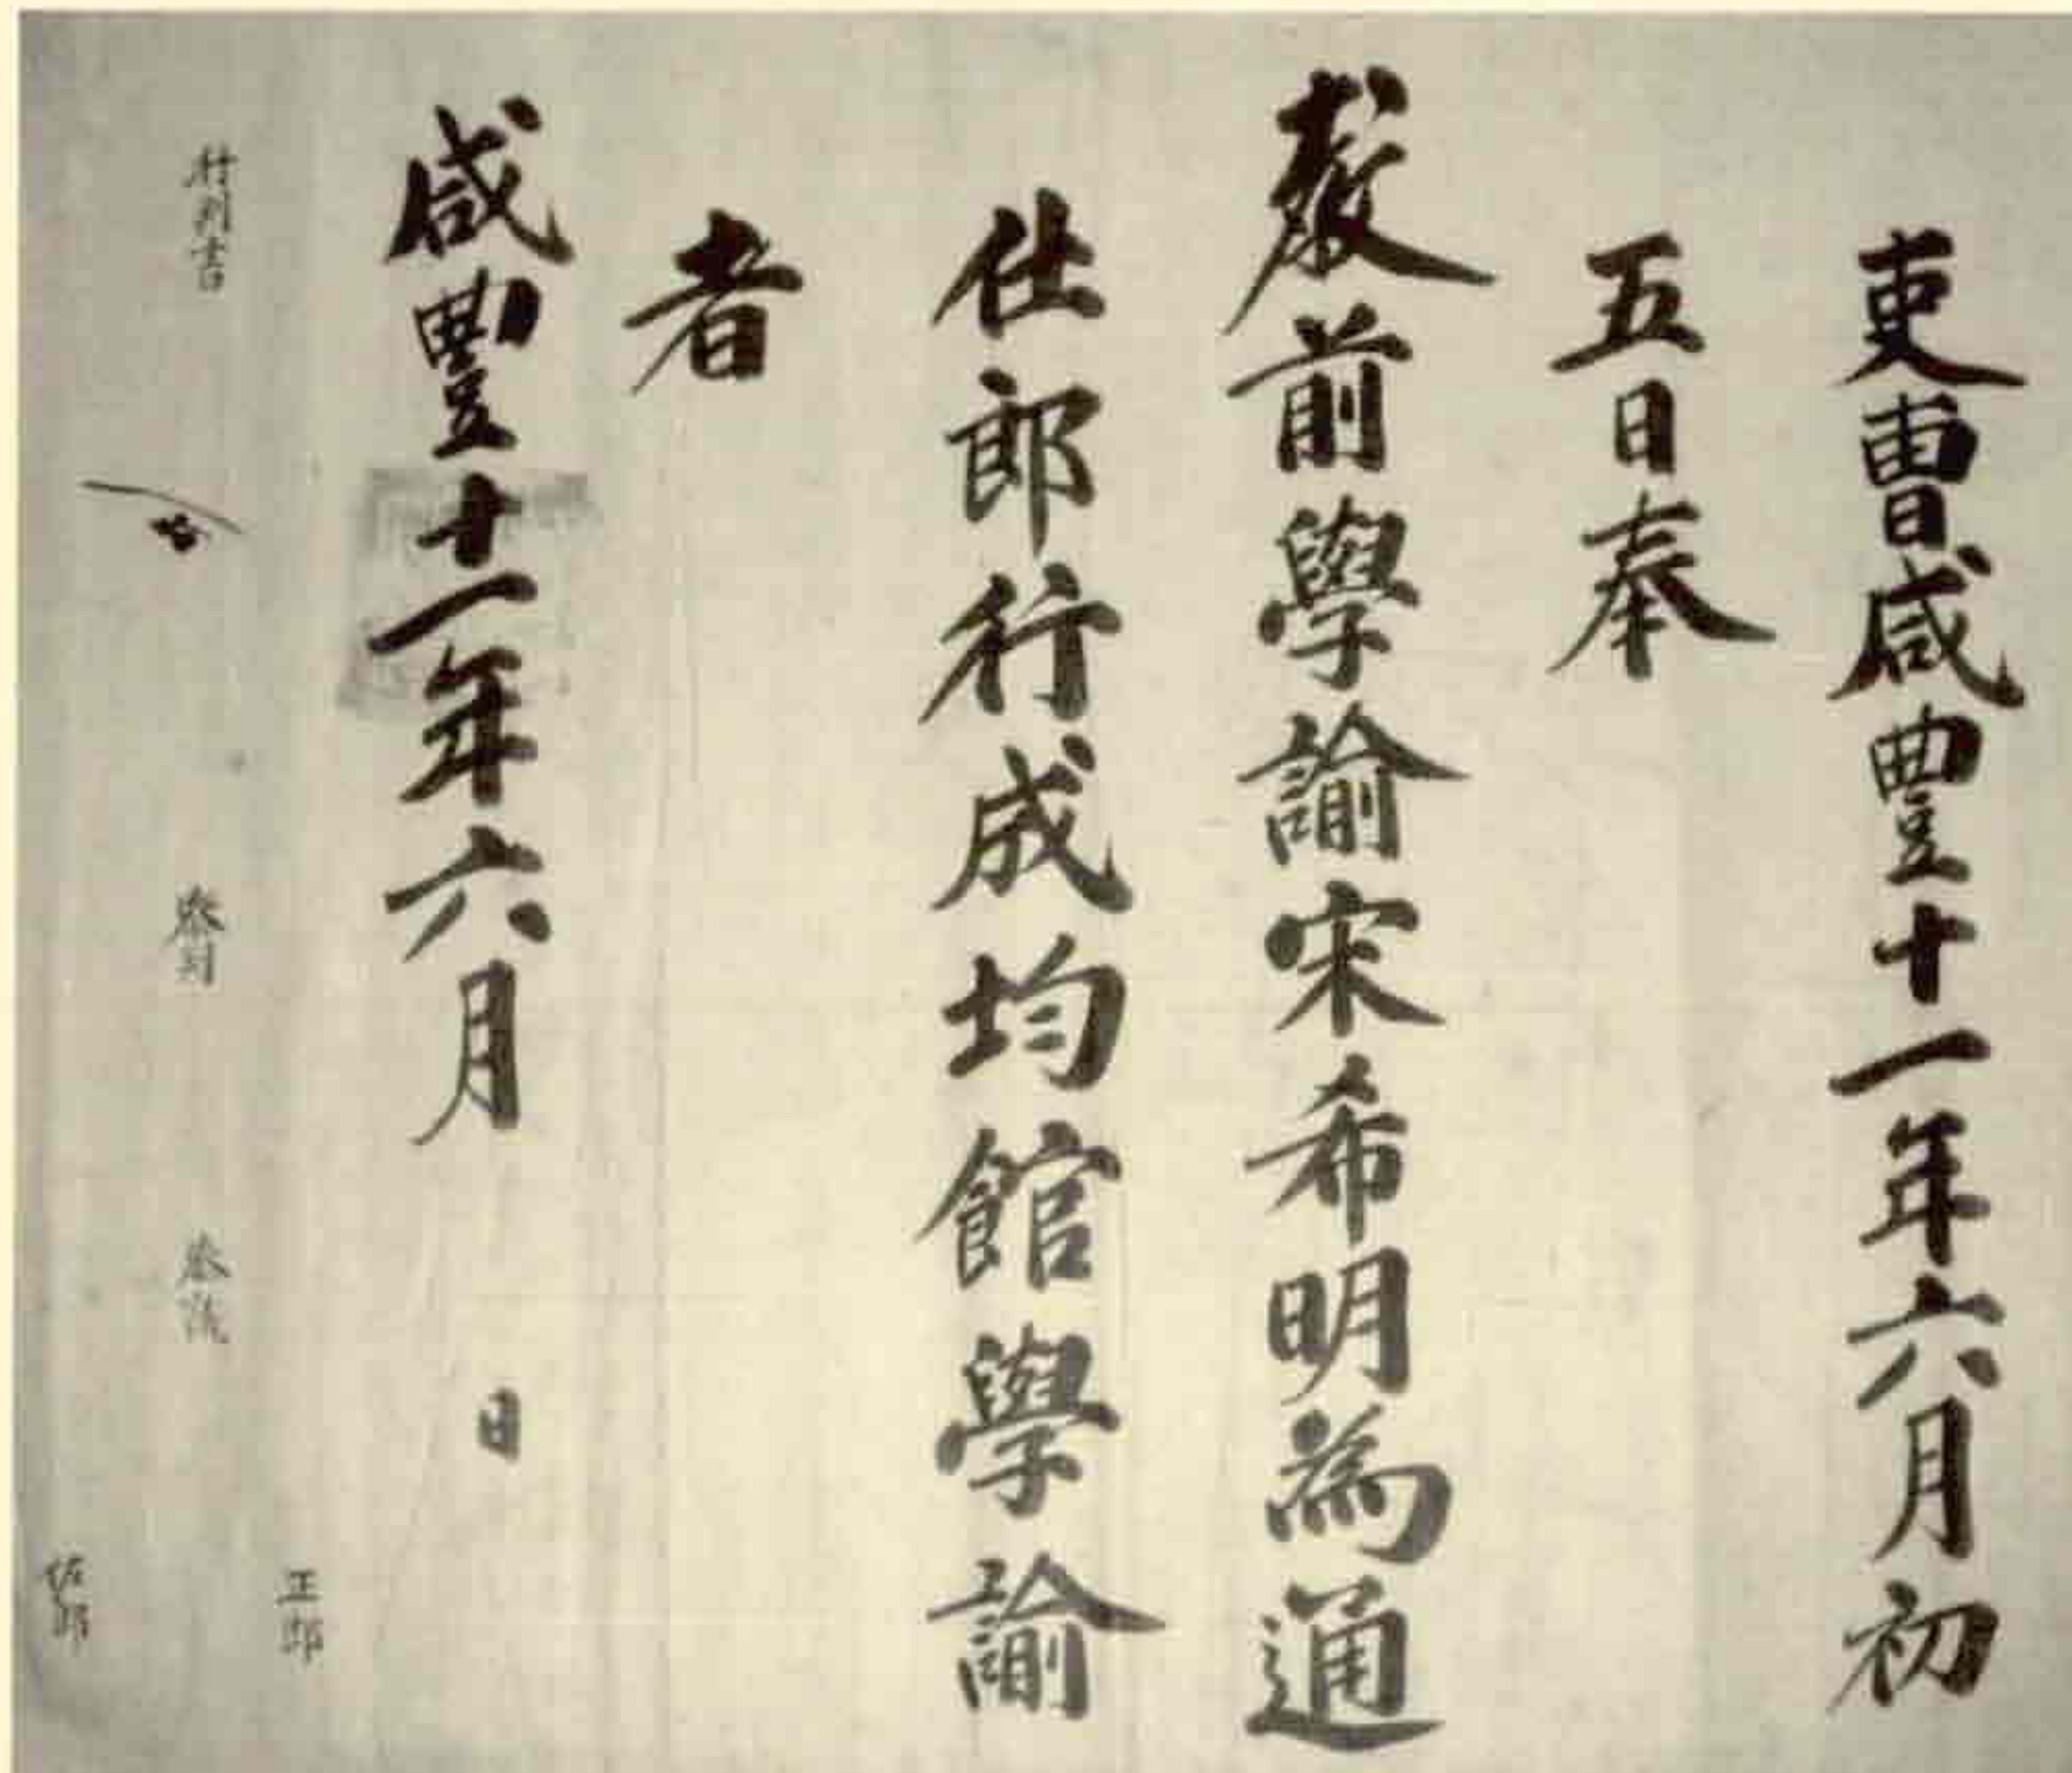 吏曹咸豐十一年六月初
五日奉
敎前學諭宋希明爲通
仕郎行成均館學諭
者
咸豐十一年六月 日
行判書 參判 參議 正郎
佐郎